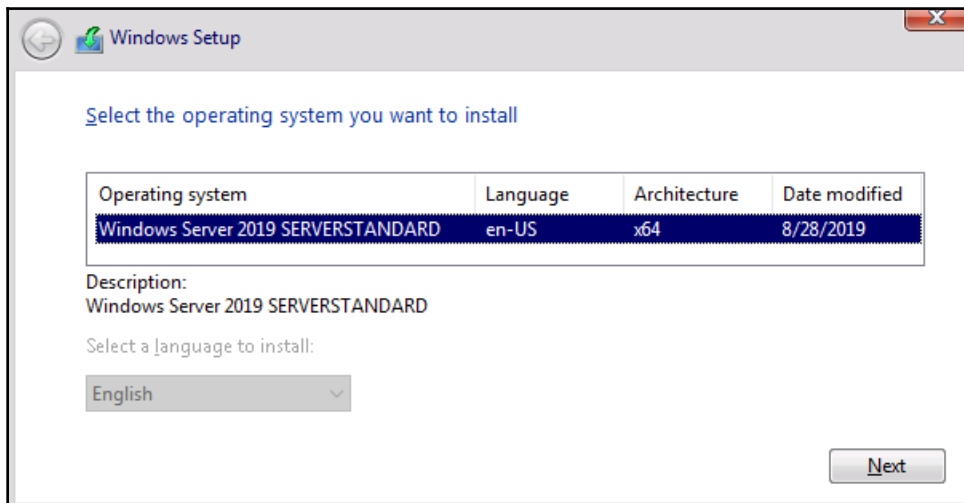 Windows Setup
Select the operating system you want to install
Operating system Language Architecture Date modified
Windows Server 2019 SERVERSTANDARD en-US x64 8/28/2019
Description:
Windows Server 2019 SERVERSTANDARD
Select a language to install:
English
Next